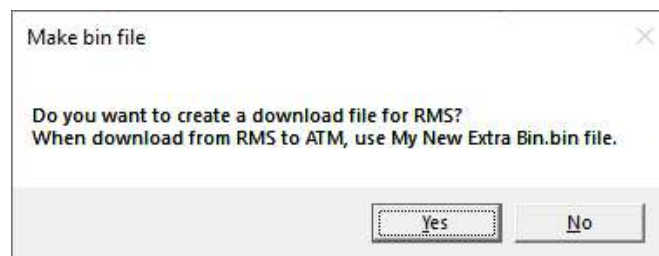 Make bin file
Do you want to create a download file for RMS?
When download from RMS to ATM, use My New Extra Bin.bin file.
Yes
No